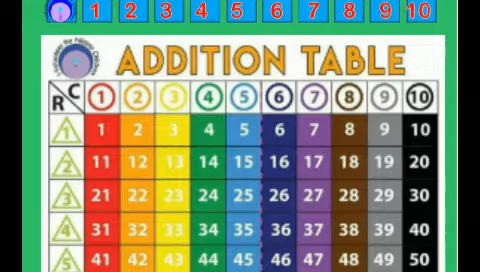 1 2 3 4 5 6 7 8 9 10
ADDITION TABLE
R C 1 2 3 4 5 6 7 8 9 10
1 1 2 3 4 5 6 7 8 9 10
2 11 12 13 14 15 16 17 18 19 20
3 21 22 23 24 25 26 27 28 29 30
4 31 32 33 34 35 36 37 38 39 40
5 41 42 43 44 45 46 47 48 49 50